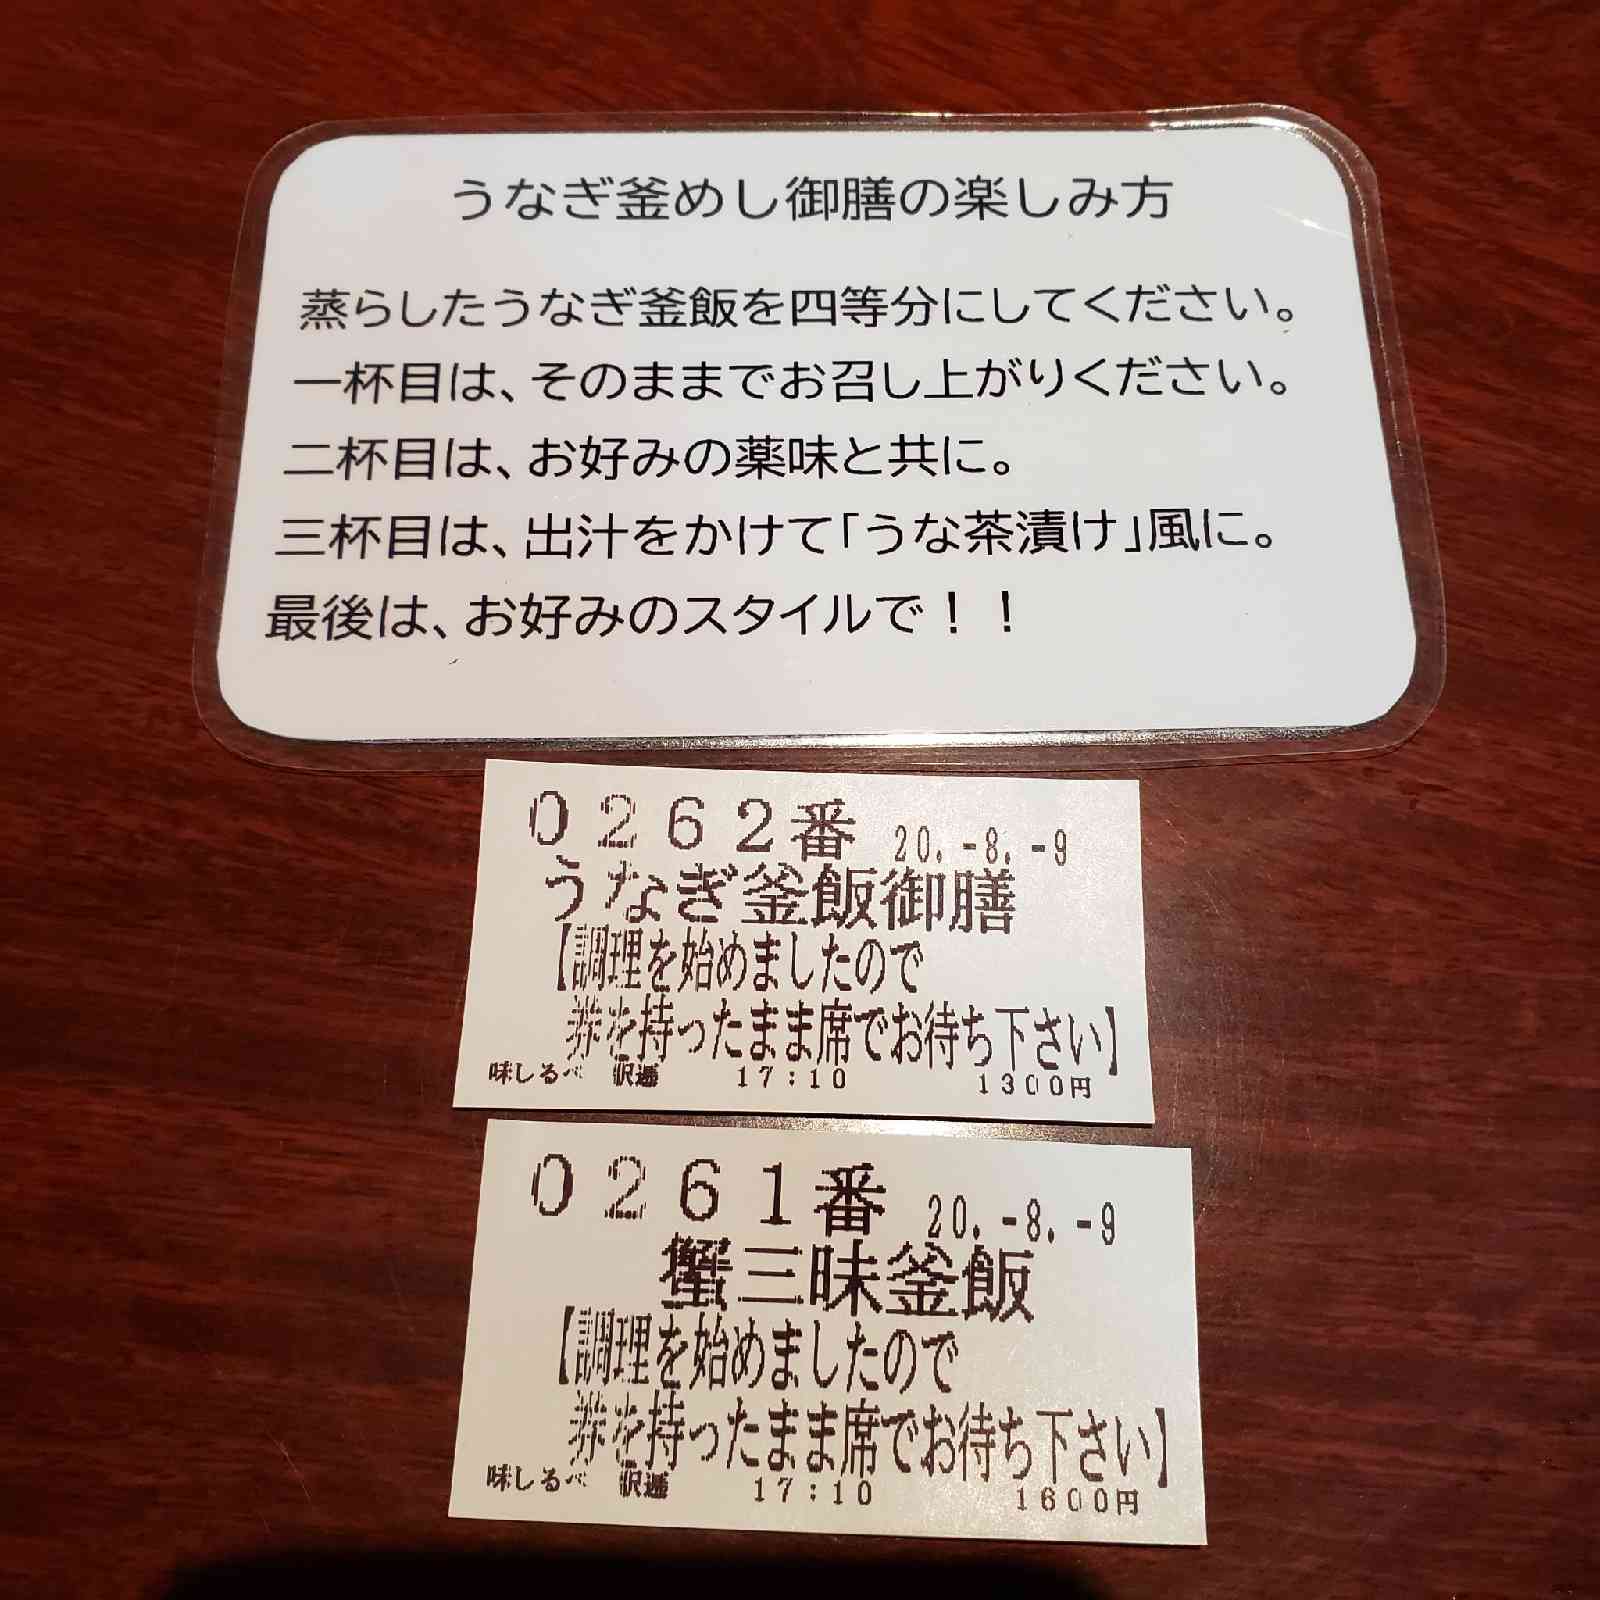 うなぎ釜めし御膳の楽しみ方
蒸らしたうなぎ釜飯を四等分にしてください。
一杯目は、そのままでお召し上がりください。
二杯目は、お好みの薬味と共に。
三杯目は、出汁をかけて「うな茶漬け」風に。
最後は、お好みのスタイルで！！
0262番 20.-8.-9
うなぎ釜飯御膳
【調理を始めましたので
券を持ったまま席でお待ち下さい】
味しるべ 17:10 1300円
0261番 20.-8.-9
蟹三昧釜飯
【調理を始めましたので
券を持ったまま席でお待ち下さい】
味しるべ 17:10 1600円